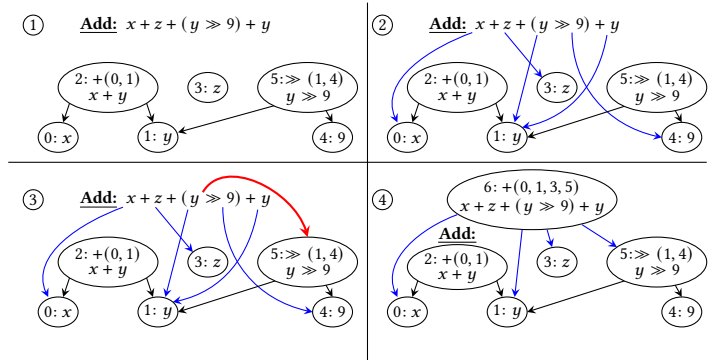 1 Add: x + z + ( y ≫ 9) + y
2: +(0, 1)
x + y
3: z
5:≫ (1, 4)
y ≫ 9
0: x
1: y
4: 9
2 Add: x + z + ( y ≫ 9) + y
2: +(0, 1)
x + y
3: z
5:≫ (1, 4)
y ≫ 9
0: x
1: y
4: 9
3 Add: x + z + ( y ≫ 9) + y
2: +(0, 1)
x + y
3: z
5:≫ (1, 4)
y ≫ 9
0: x
1: y
4: 9
4
6: +(0, 1, 3, 5)
x + z + ( y ≫ 9) + y
Add:
2: +(0, 1)
x + y
3: z
5:≫ (1, 4)
y ≫ 9
0: x
1: y
4: 9